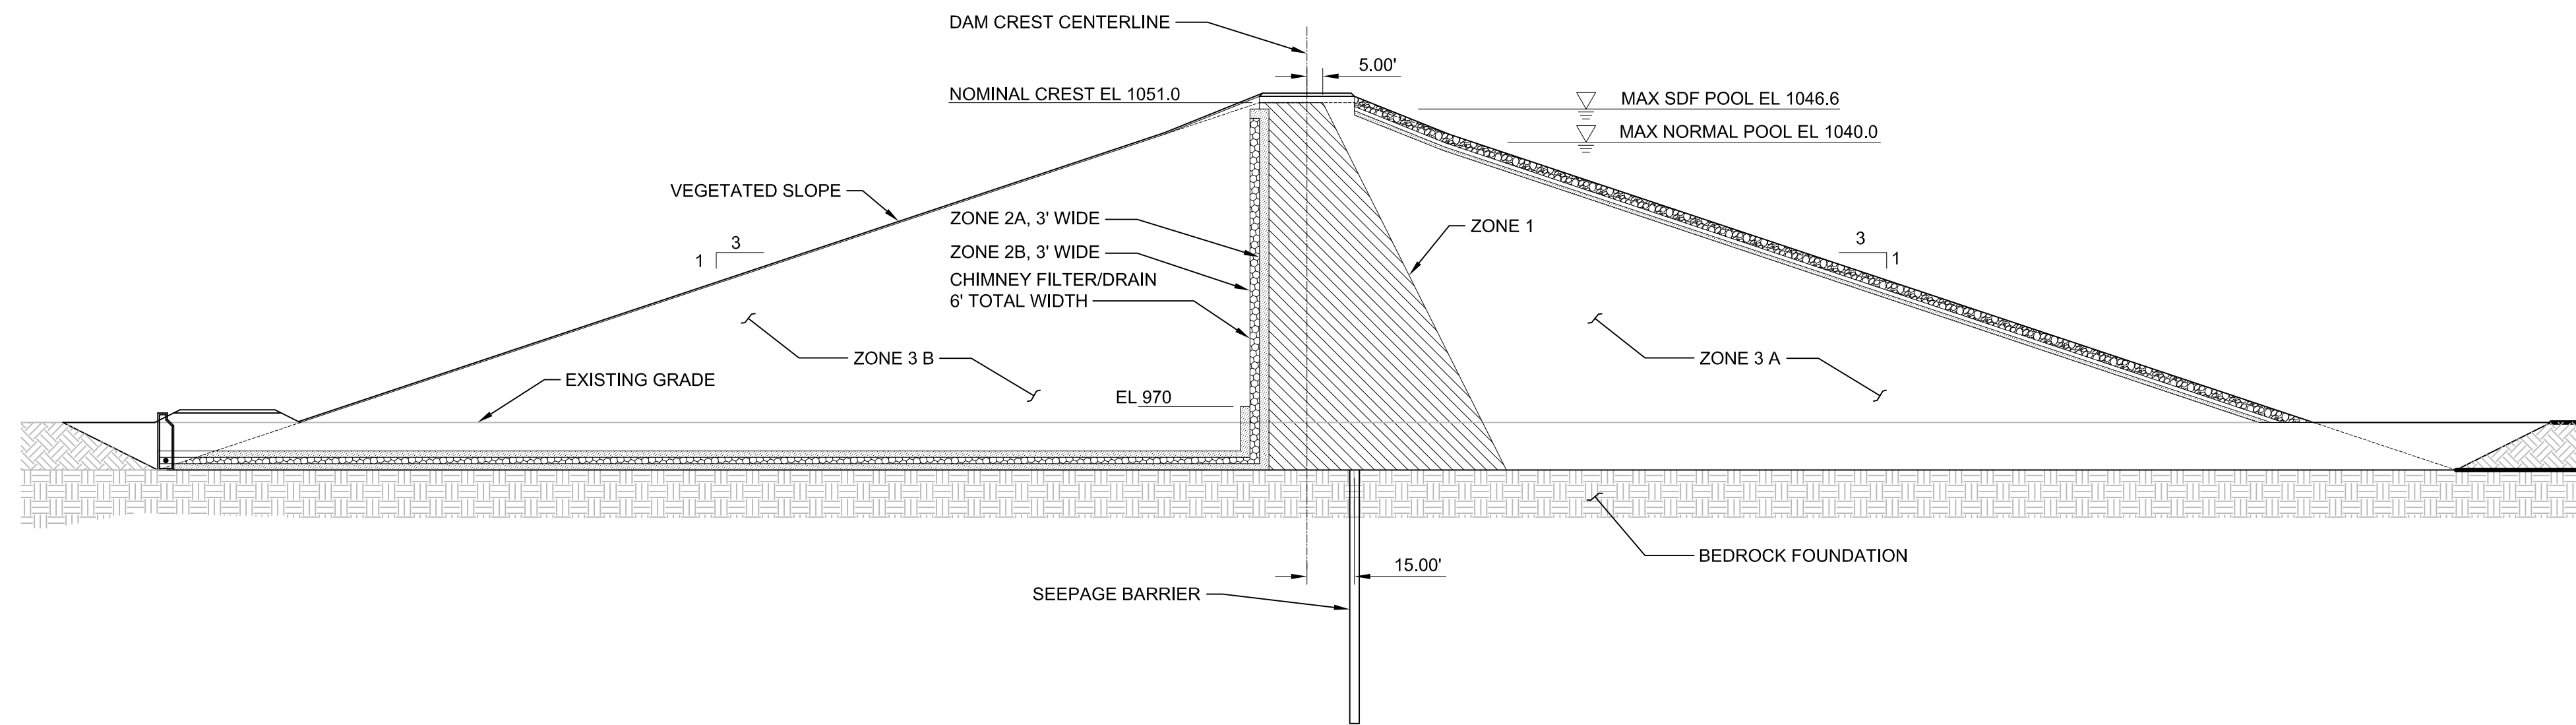 DAM CREST CENTERLINE
5.00'
NOMINAL CREST EL 1051.0
MAX SDF POOL EL 1046.6
MAX NORMAL POOL EL 1040.0
VEGETATED SLOPE
ZONE 2A, 3' WIDE
ZONE 1
3
1
ZONE 2B, 3' WIDE
3
1
CHIMNEY FILTER/DRAIN
6' TOTAL WIDTH
ZONE 3 B
ZONE 3 A
EXISTING GRADE
EL 970
BEDROCK FOUNDATION
15.00'
SEEPAGE BARRIER